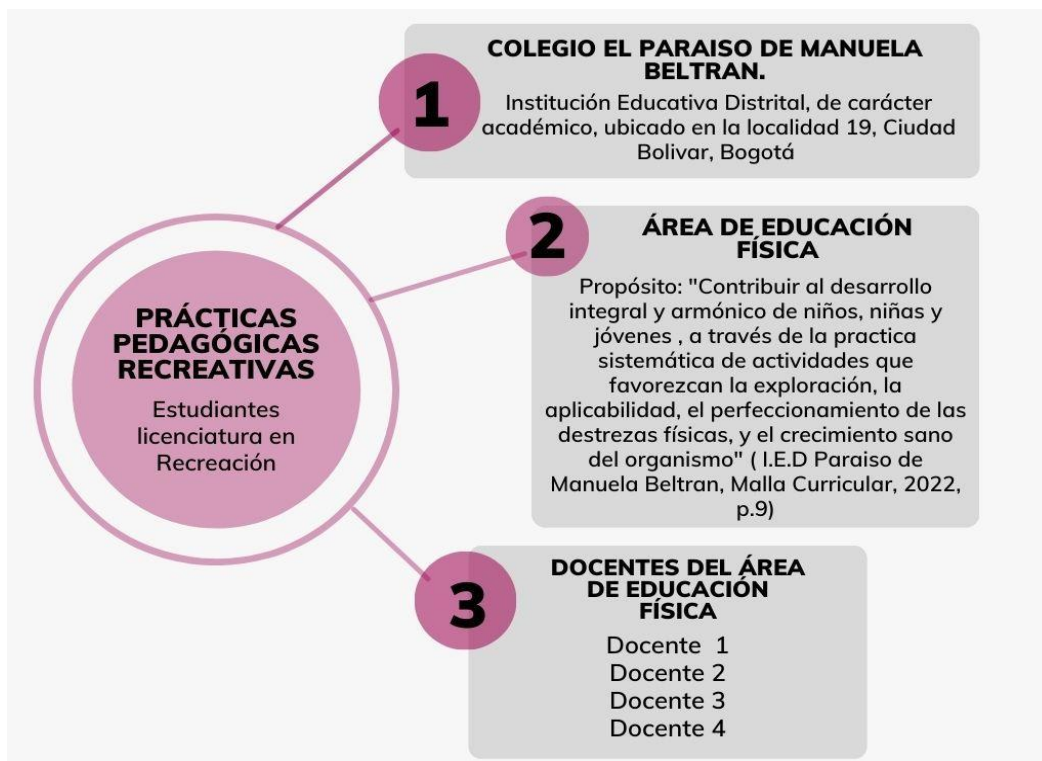 PRÁCTICAS
PEDAGÓGICAS
RECREATIVAS
Estudiantes
licenciatura en
Recreación
1
COLEGIO EL PARAISO DE MANUELA
BELTRAN.
Institución Educativa Distrital, de carácter
académico, ubicado en la localidad 19, Ciudad
Bolivar, Bogotá
2
ÁREA DE EDUCACIÓN
FÍSICA
Propósito: "Contribuir al desarrollo
integral y armónico de niños, niñas y
jóvenes , a través de la practica
sistemática de actividades que
favorezcan la exploración, la
aplicabilidad, el perfeccionamiento de las
destrezas físicas, y el crecimiento sano
del organismo" ( I.E.D Paraiso de
Manuela Beltran, Malla Curricular, 2022,
p.9)
3
DOCENTES DEL ÁREA
DE EDUCACIÓN
FÍSICA
Docente 1
Docente 2
Docente 3
Docente 4